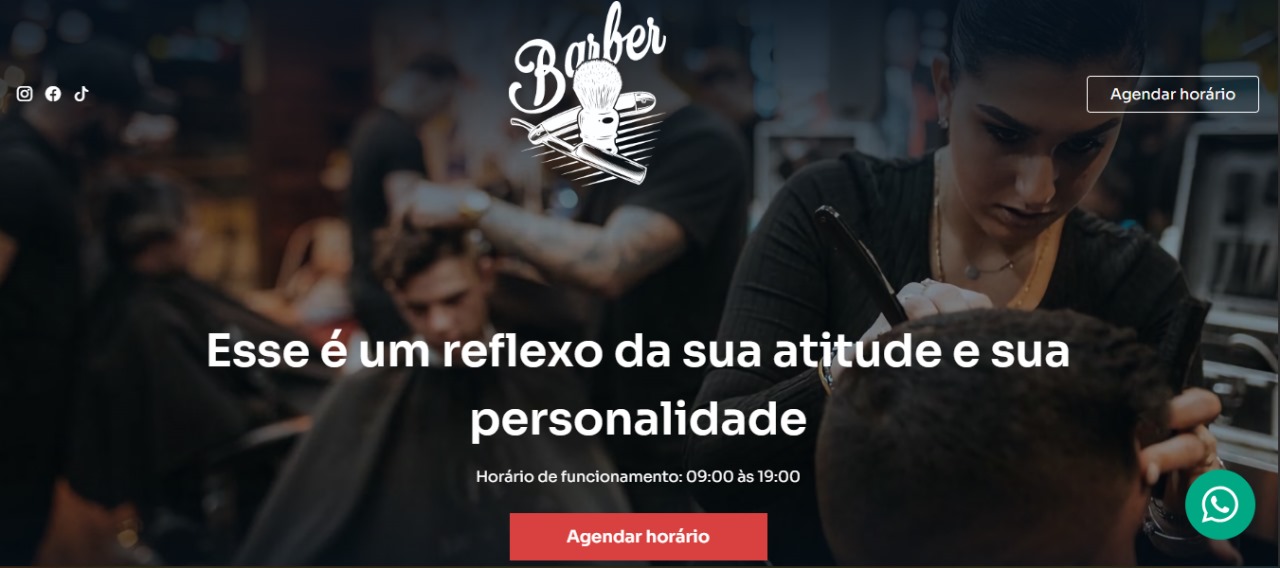 Barber
Agendar horário
Esse é um reflexo da sua atitude e sua
personalidade
Horário de funcionamento: 09:00 às 19:00
Agendar horário